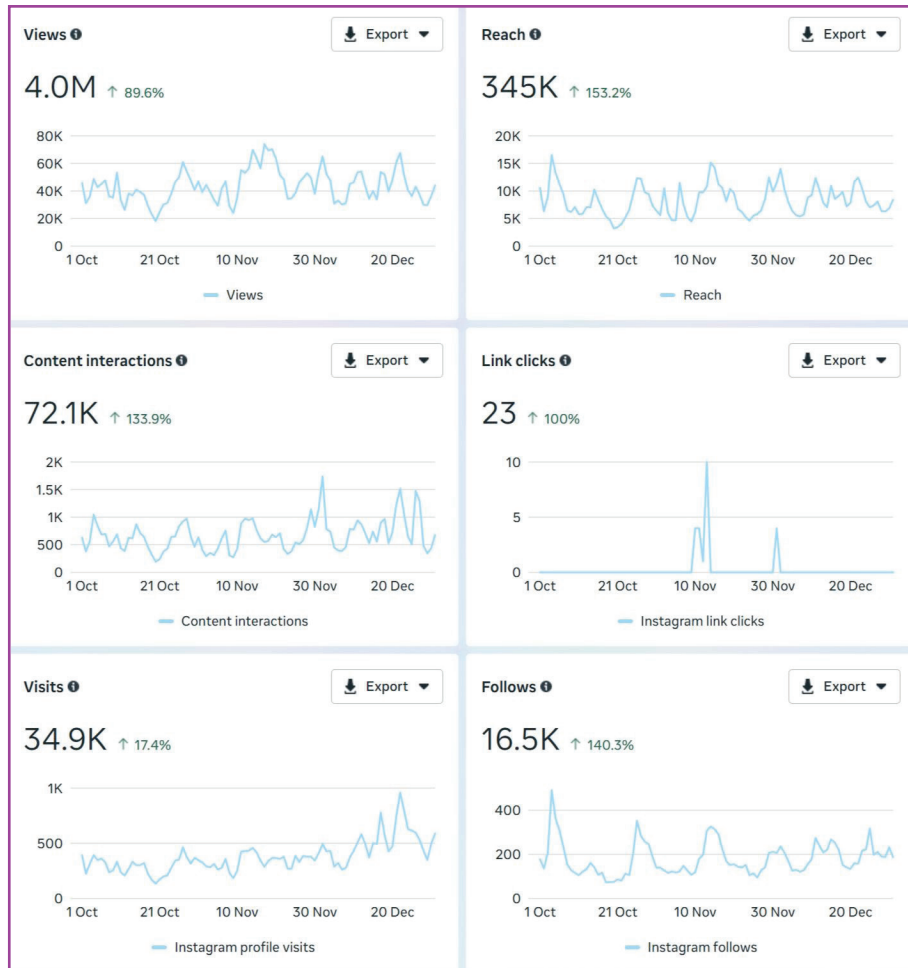 Views
Export
4.0M ↑ 89.6%
80K
60K
40K
20K
0
1 Oct 21 Oct 10 Nov 30 Nov 20 Dec
Views
Reach
Export
345K ↑ 153.2%
20K
15K
10K
5K
0
1 Oct 21 Oct 10 Nov 30 Nov 20 Dec
Reach
Content interactions
Export
72.1K ↑ 133.9%
2K
1.5K
1K
500
0
1 Oct 21 Oct 10 Nov 30 Nov 20 Dec
Content interactions
Link clicks
Export
23 ↑ 100%
10
5
0
1 Oct 21 Oct 10 Nov 30 Nov 20 Dec
Instagram link clicks
Visits
Export
34.9K ↑ 17.4%
1K
500
0
1 Oct 21 Oct 10 Nov 30 Nov 20 Dec
Instagram profile visits
Follows
Export
16.5K ↑ 140.3%
400
200
0
1 Oct 21 Oct 10 Nov 30 Nov 20 Dec
Instagram follows